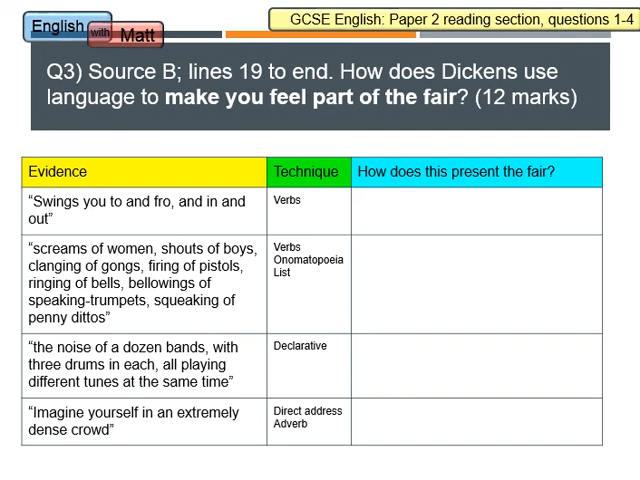 English with Matt
GCSE English: Paper 2 reading section, questions 1-4
Q3) Source B; lines 19 to end. How does Dickens use
language to make you feel part of the fair? (12 marks)
Evidence
Technique
How does this present the fair?
“Swings you to and fro, and in and
out”
Verbs
“screams of women, shouts of boys,
clanging of gongs, firing of pistols,
ringing of bells, bellowings of
speaking-trumpets, squeaking of
penny dittos”
Verbs
Onomatopoeia
List
“the noise of a dozen bands, with
three drums in each, all playing
different tunes at the same time”
Declarative
“Imagine yourself in an extremely
dense crowd”
Direct address
Adverb